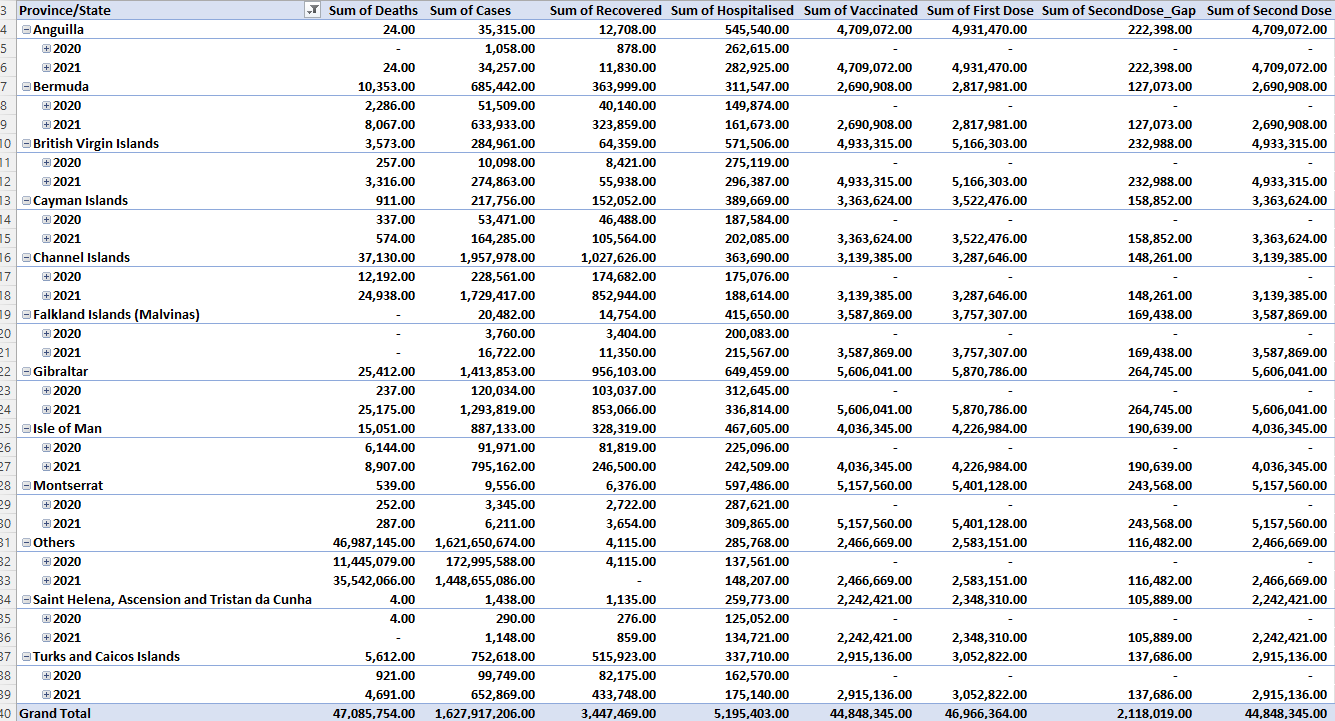 3 Province/State Sum of Deaths Sum of Cases Sum of Recovered Sum of Hospitalised Sum of Vaccinated Sum of First Dose Sum of SecondDose_Gap Sum of Second Dose
4 Anguilla 24.00 35,315.00 12,708.00 545,540.00 4,709,072.00 4,931,470.00 222,398.00 4,709,072.00
5 2020 - 1,058.00 878.00 262,615.00 - - - -
6 2021 24.00 34,257.00 11,830.00 282,925.00 4,709,072.00 4,931,470.00 222,398.00 4,709,072.00
7 Bermuda 10,353.00 685,442.00 363,999.00 311,547.00 2,690,908.00 2,817,981.00 127,073.00 2,690,908.00
8 2020 2,286.00 51,509.00 40,140.00 149,874.00 - - - -
9 2021 8,067.00 633,933.00 323,859.00 161,673.00 2,690,908.00 2,817,981.00 127,073.00 2,690,908.00
10 British Virgin Islands 3,573.00 284,961.00 64,359.00 571,506.00 4,933,315.00 5,166,303.00 232,988.00 4,933,315.00
11 2020 257.00 10,098.00 8,421.00 275,119.00 - - - -
12 2021 3,316.00 274,863.00 55,938.00 296,387.00 4,933,315.00 5,166,303.00 232,988.00 4,933,315.00
13 Cayman Islands 911.00 217,756.00 152,052.00 389,669.00 3,363,624.00 3,522,476.00 158,852.00 3,363,624.00
14 2020 337.00 53,471.00 46,488.00 187,584.00 - - - -
15 2021 574.00 164,285.00 105,564.00 202,085.00 3,363,624.00 3,522,476.00 158,852.00 3,363,624.00
16 Channel Islands 37,130.00 1,957,978.00 1,027,626.00 363,690.00 3,139,385.00 3,287,646.00 148,261.00 3,139,385.00
17 2020 12,192.00 228,561.00 174,682.00 175,076.00 - - - -
18 2021 24,938.00 1,729,417.00 852,944.00 188,614.00 3,139,385.00 3,287,646.00 148,261.00 3,139,385.00
19 Falkland Islands (Malvinas) - 20,482.00 14,754.00 415,650.00 3,587,869.00 3,757,307.00 169,438.00 3,587,869.00
20 2020 - 3,760.00 3,404.00 200,083.00 - - - -
21 2021 - 16,722.00 11,350.00 215,567.00 3,587,869.00 3,757,307.00 169,438.00 3,587,869.00
22 Gibraltar 25,412.00 1,413,853.00 956,103.00 649,459.00 5,606,041.00 5,870,786.00 264,745.00 5,606,041.00
23 2020 237.00 120,034.00 103,037.00 312,645.00 - - - -
24 2021 25,175.00 1,293,819.00 853,066.00 336,814.00 5,606,041.00 5,870,786.00 264,745.00 5,606,041.00
25 Isle of Man 15,051.00 887,133.00 328,319.00 467,605.00 4,036,345.00 4,226,984.00 190,639.00 4,036,345.00
26 2020 6,144.00 91,971.00 81,819.00 225,096.00 - - - -
27 2021 8,907.00 795,162.00 246,500.00 242,509.00 4,036,345.00 4,226,984.00 190,639.00 4,036,345.00
28 Montserrat 539.00 9,556.00 6,376.00 597,486.00 5,157,560.00 5,401,128.00 243,568.00 5,157,560.00
29 2020 252.00 3,345.00 2,722.00 287,621.00 - - - -
30 2021 287.00 6,211.00 3,654.00 309,865.00 5,157,560.00 5,401,128.00 243,568.00 5,157,560.00
31 Others 46,987,145.00 1,621,650,674.00 4,115.00 285,768.00 2,466,669.00 2,583,151.00 116,482.00 2,466,669.00
32 2020 11,445,079.00 172,995,588.00 4,115.00 137,561.00 - - - -
33 2021 35,542,066.00 1,448,655,086.00 - 148,207.00 2,466,669.00 2,583,151.00 116,482.00 2,466,669.00
34 Saint Helena, Ascension and Tristan da Cunha 4.00 1,438.00 1,135.00 259,773.00 2,242,421.00 2,348,310.00 105,889.00 2,242,421.00
35 2020 4.00 290.00 276.00 125,052.00 - - - -
36 2021 - 1,148.00 859.00 134,721.00 2,242,421.00 2,348,310.00 105,889.00 2,242,421.00
37 Turks and Caicos Islands 5,612.00 752,618.00 515,923.00 337,710.00 2,915,136.00 3,052,822.00 137,686.00 2,915,136.00
38 2020 921.00 99,749.00 82,175.00 162,570.00 - - - -
39 2021 4,691.00 652,869.00 433,748.00 175,140.00 2,915,136.00 3,052,822.00 137,686.00 2,915,136.00
40 Grand Total 47,085,754.00 1,627,917,206.00 3,447,469.00 5,195,403.00 44,848,345.00 46,966,364.00 2,118,019.00 44,848,345.00